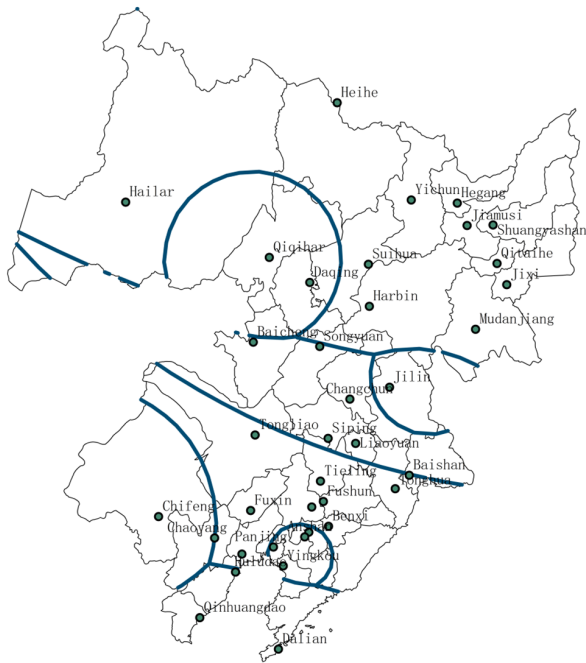 Heihe
Hailar
Yichun
Hegang
Jiamusi
Shuangyashan
Qiqihar
Suihua
Qitaihe
Daqing
Jixi
Harbin
Mudanjiang
Baicheng
Songyuan
Jilin
Changchun
Tongliao
Siping
Liaoyuan
Baishan
Tieling
Tonghua
Fushun
Chifeng
Fuxin
Benxi
Chaoyang
Anshan
Panjing
Yingkou
Huludao
Qinhuangdao
Dalian